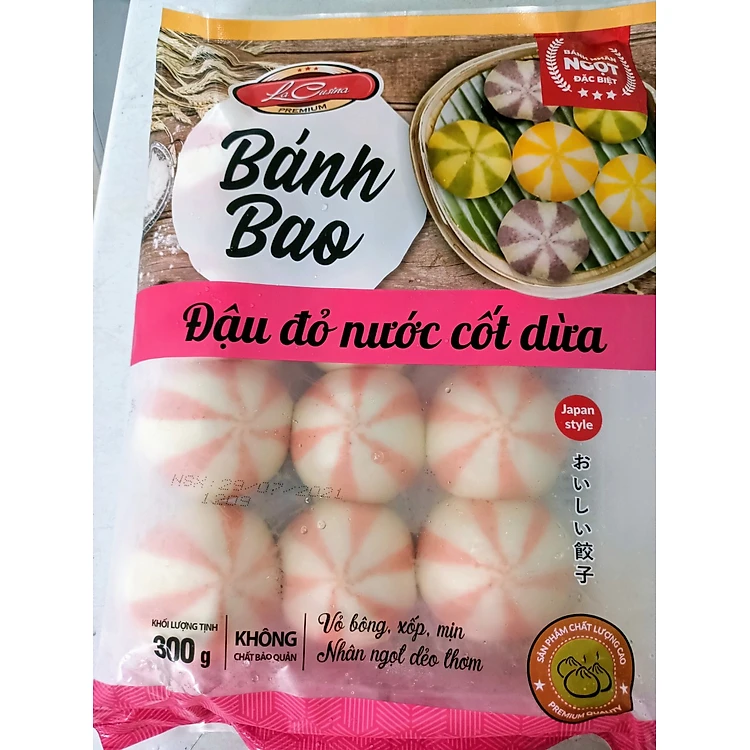 La Cusina
PREMIUM
BÁNH NHÂN
NGỌT
ĐẶC BIỆT
Bánh
Bao
Đậu đỏ nước cốt dừa
Japan
style
おいしい餃子
NSX: 29/07/2021
1209
KHỐI LƯỢNG TỊNH
300 g
KHÔNG
CHẤT BẢO QUẢN
Vỏ bông, xốp, mịn
Nhân ngọt dẻo thơm
SẢN PHẨM CHẤT LƯỢNG CAO
PREMIUM QUALITY